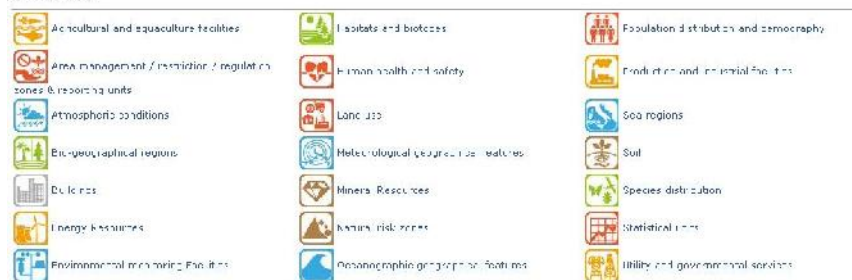 Agricultural and aquaculture facilities
Habitats and biotopes
Population distribution and demography
Area management / restriction / regulation
zones & reporting units
Human health and safety
Production and industrial facilities
Atmospheric conditions
Land use
Sea regions
Bio-geographical regions
Meteorological geographical features
Soil
Buildings
Mineral Resources
Species distribution
Energy Resources
Natural risk zones
Statistical units
Environmental monitoring Facilities
Oceanographic geographical features
Utility and governmental services